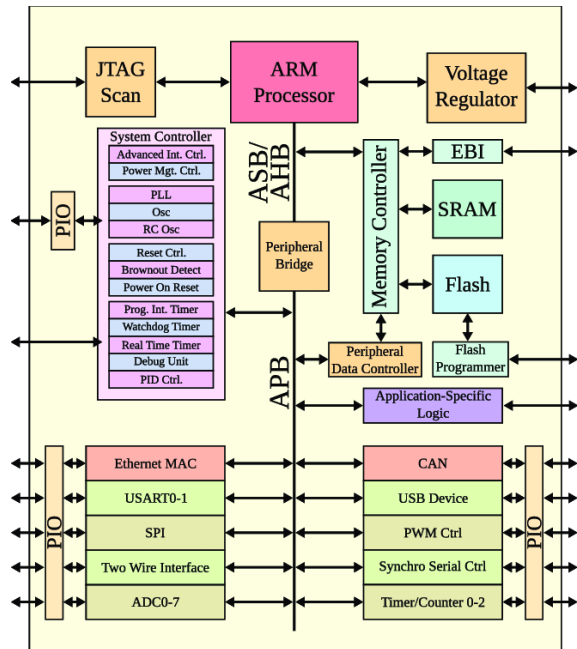 JTAG
Scan
ARM
Processor
Voltage
Regulator
System Controller
Advanced Int. Ctrl.
Power Mgt. Ctrl.
PLL
Osc
RC Osc
Reset Ctrl.
Brownout Detect
Power On Reset
Prog. Int. Timer
Watchdog Timer
Real Time Timer
Debug Unit
PID Ctrl.
PIO
ASB/
AHB
Peripheral
Bridge
APB
Memory Controller
EBI
SRAM
Flash
Peripheral
Data Controller
Flash
Programmer
Application-Specific
Logic
PIO
Ethernet MAC
USART0-1
SPI
Two Wire Interface
ADC0-7
CAN
USB Device
PWM Ctrl
Synchro Serial Ctrl
Timer/Counter 0-2
PIO